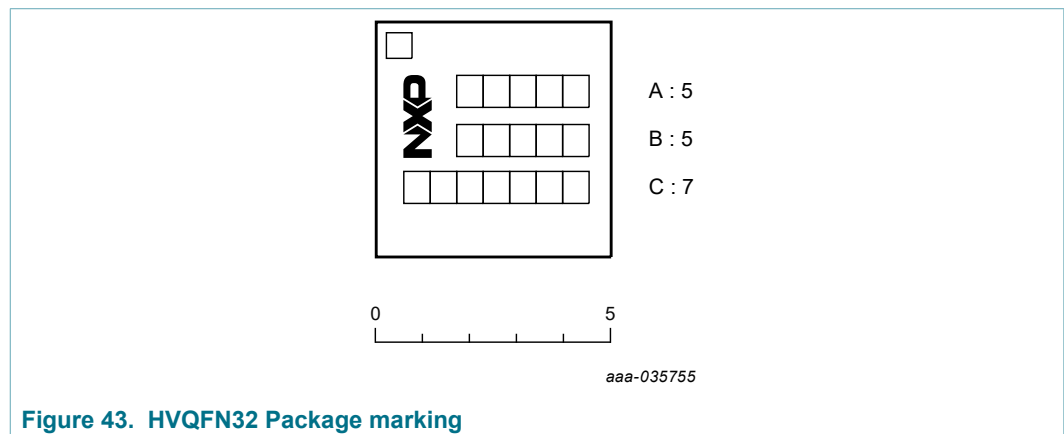 NXP
A : 5
B : 5
C : 7
0 5
aaa-035755
Figure 43. HVQFN32 Package marking